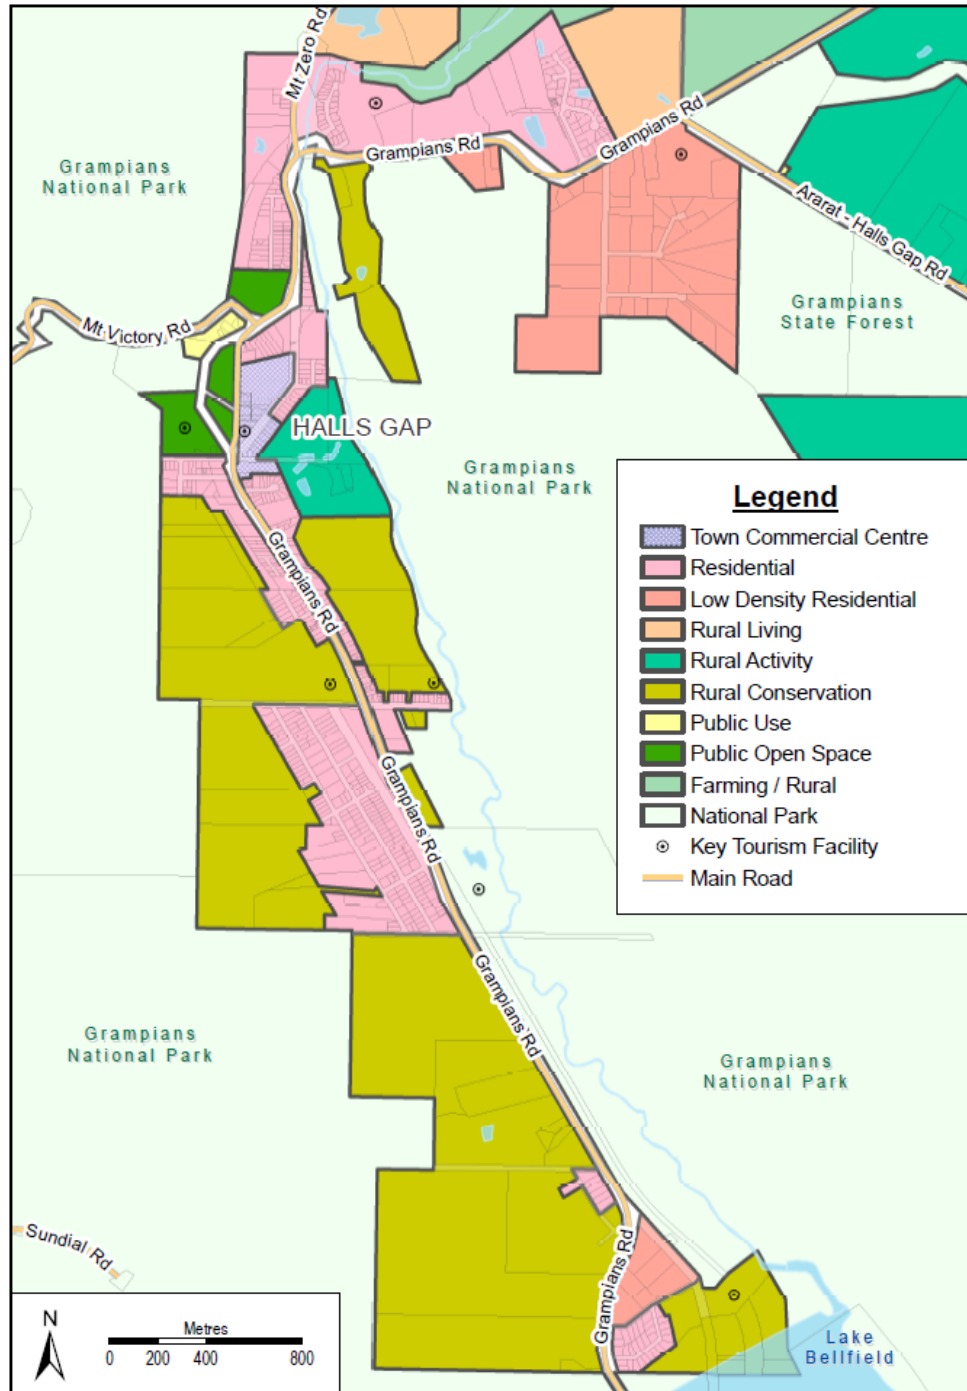 Mt Zero Rd
Grampians Rd
Grampians Rd
Grampians
National Park
Ararat - Halls Gap Rd
Grampians
State Forest
Mt Victory Rd
HALLS GAP
Grampians
National Park
Legend
Town Commercial Centre
Residential
Low Density Residential
Rural Living
Rural Activity
Rural Conservation
Public Use
Public Open Space
Farming / Rural
National Park
Key Tourism Facility
Main Road
Grampians Rd
Grampians Rd
Grampians Rd
Grampians
National Park
Grampians
National Park
Sundial Rd
Grampians Rd
N
Metres
0 200 400 800
Lake
Bellfield